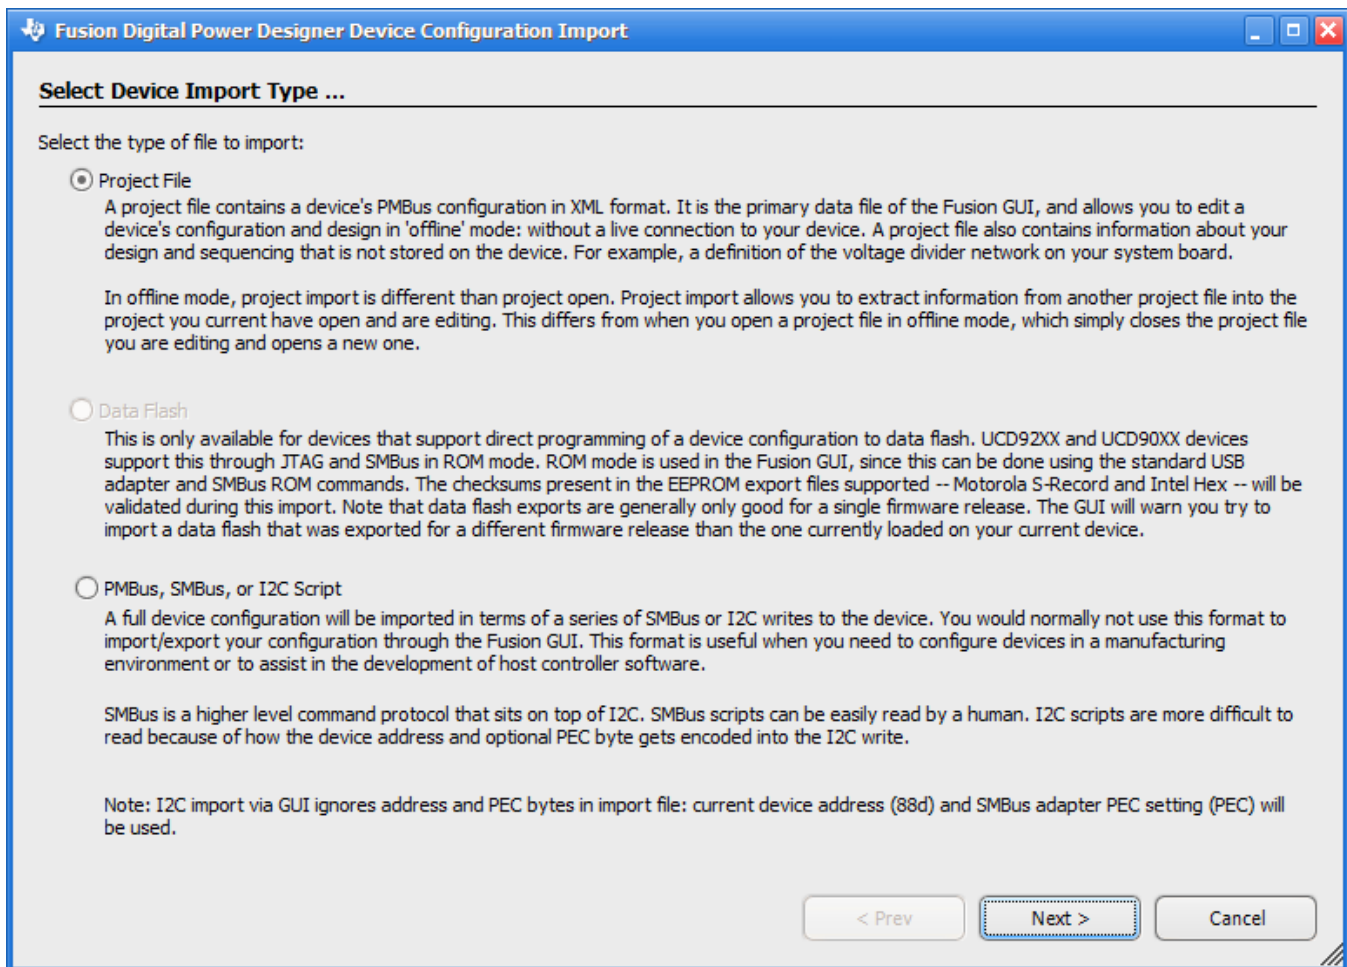 Fusion Digital Power Designer Device Configuration Import
Select Device Import Type ...
Select the type of file to import:
Project File
A project file contains a device's PMBus configuration in XML format. It is the primary data file of the Fusion GUI, and allows you to edit a
device's configuration and design in 'offline' mode: without a live connection to your device. A project file also contains information about your
design and sequencing that is not stored on the device. For example, a definition of the voltage divider network on your system board.
In offline mode, project import is different than project open. Project import allows you to extract information from another project file into the
project you current have open and are editing. This differs from when you open a project file in offline mode, which simply closes the project file
you are editing and opens a new one.
Data Flash
This is only available for devices that support direct programming of a device configuration to data flash. UCD92XX and UCD90XX devices
support this through JTAG and SMBus in ROM mode. ROM mode is used in the Fusion GUI, since this can be done using the standard USB
adapter and SMBus ROM commands. The checksums present in the EEPROM export files supported -- Motorola S-Record and Intel Hex -- will be
validated during this import. Note that data flash exports are generally only good for a single firmware release. The GUI will warn you try to
import a data flash that was exported for a different firmware release than the one currently loaded on your current device.
PMBus, SMBus, or I2C Script
A full device configuration will be imported in terms of a series of SMBus or I2C writes to the device. You would normally not use this format to
import/export your configuration through the Fusion GUI. This format is useful when you need to configure devices in a manufacturing
environment or to assist in the development of host controller software.
SMBus is a higher level command protocol that sits on top of I2C. SMBus scripts can be easily read by a human. I2C scripts are more difficult to
read because of how the device address and optional PEC byte gets encoded into the I2C write.
Note: I2C import via GUI ignores address and PEC bytes in import file: current device address (88d) and SMBus adapter PEC setting (PEC) will
be used.
< Prev
Next >
Cancel